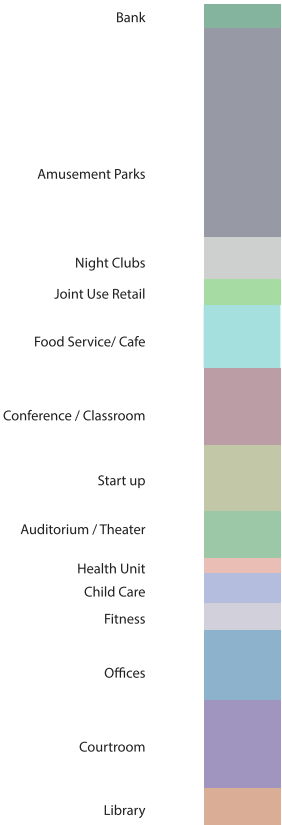 Bank
Amusement Parks
Night Clubs
Joint Use Retail
Food Service/ Cafe
Conference / Classroom
Start up
Auditorium / Theater
Health Unit
Child Care
Fitness
Offices
Courtroom
Library